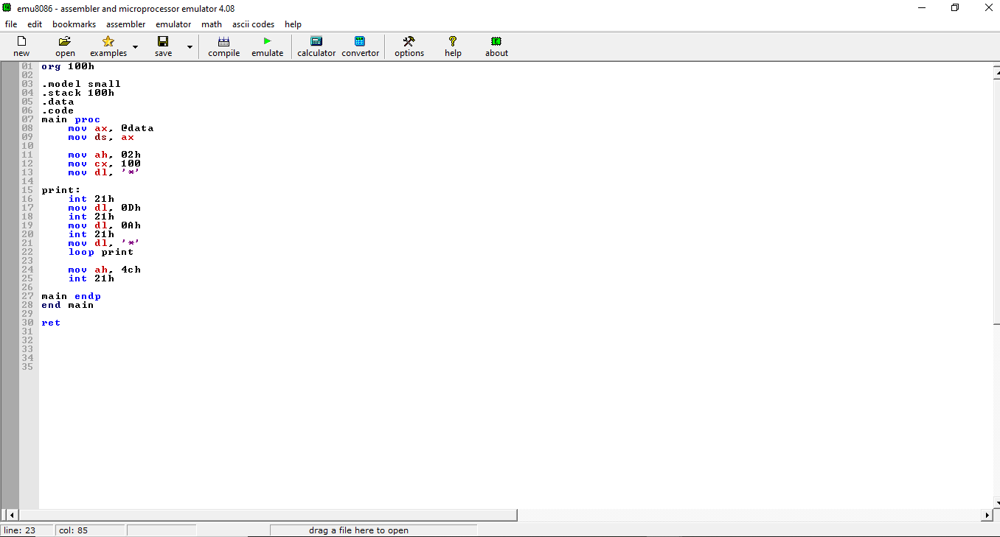 emu8086 - assembler and microprocessor emulator 4.08
file edit bookmarks assembler emulator math ascii codes help
new open examples save compile emulate calculator convertor options help about
01 org 100h
02
03 .model small
04 .stack 100h
05 .data
06 .code
07 main proc
08 mov ax, @data
09 mov ds, ax
10
11 mov ah, 02h
12 mov cx, 100
13 mov dl, '*'
14
15 print:
16 int 21h
17 mov dl, 0Dh
18 int 21h
19 mov dl, 0Ah
20 int 21h
21 mov dl, '*'
22 loop print
23
24 mov ah, 4ch
25 int 21h
26
27 main endp
28 end main
29
30 ret
31
32
33
34
35
line: 23 col: 85 drag a file here to open